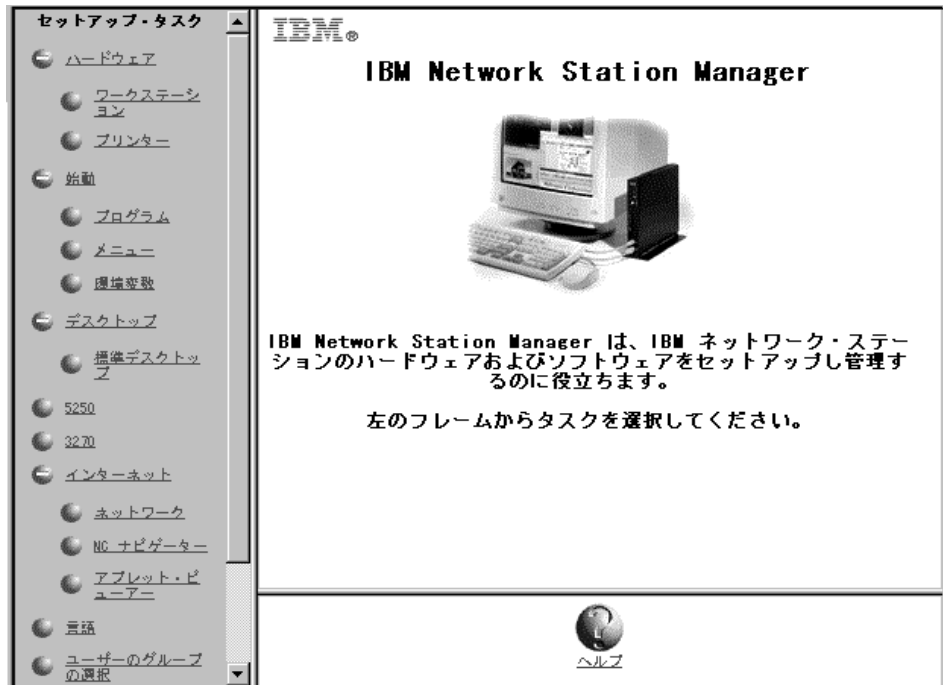 セットアップ・タスク
ハードウェア
ワークステーシ
ョン
プリンター
始動
プログラム
メニュー
環境変数
デスクトップ
標準デスクトッ
プ
5250
3270
インターネット
ネットワーク
NC ナビゲーター
アプレット・ビ
ューアー
言語
ユーザーのグループ
の選択
IBM®
IBM Network Station Manager
IBM Network Station Manager は、IBM ネットワーク・ステー
ションのハードウェアおよびソフトウェアをセットアップし管理す
るのに役立ちます。
左のフレームからタスクを選択してください。
ヘルプ